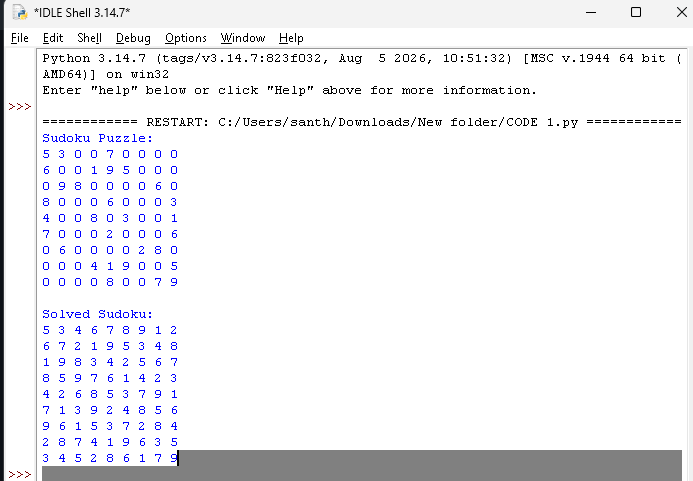 *IDLE Shell 3.14.7*
File Edit Shell Debug Options Window Help
Python 3.14.7 (tags/v3.14.7:823f032, Aug  5 2026, 10:51:32) [MSC v.1944 64 bit (
AMD64)] on win32
Enter "help" below or click "Help" above for more information.
>>>
============ RESTART: C:/Users/santh/Downloads/New folder/CODE 1.py ============
Sudoku Puzzle:
5 3 0 0 7 0 0 0 0
6 0 0 1 9 5 0 0 0
0 9 8 0 0 0 0 6 0
8 0 0 0 6 0 0 0 3
4 0 0 8 0 3 0 0 1
7 0 0 0 2 0 0 0 6
0 6 0 0 0 0 2 8 0
0 0 0 4 1 9 0 0 5
0 0 0 0 8 0 0 7 9
Solved Sudoku:
5 3 4 6 7 8 9 1 2
6 7 2 1 9 5 3 4 8
1 9 8 3 4 2 5 6 7
8 5 9 7 6 1 4 2 3
4 2 6 8 5 3 7 9 1
7 1 3 9 2 4 8 5 6
9 6 1 5 3 7 2 8 4
2 8 7 4 1 9 6 3 5
3 4 5 2 8 6 1 7 9
>>>